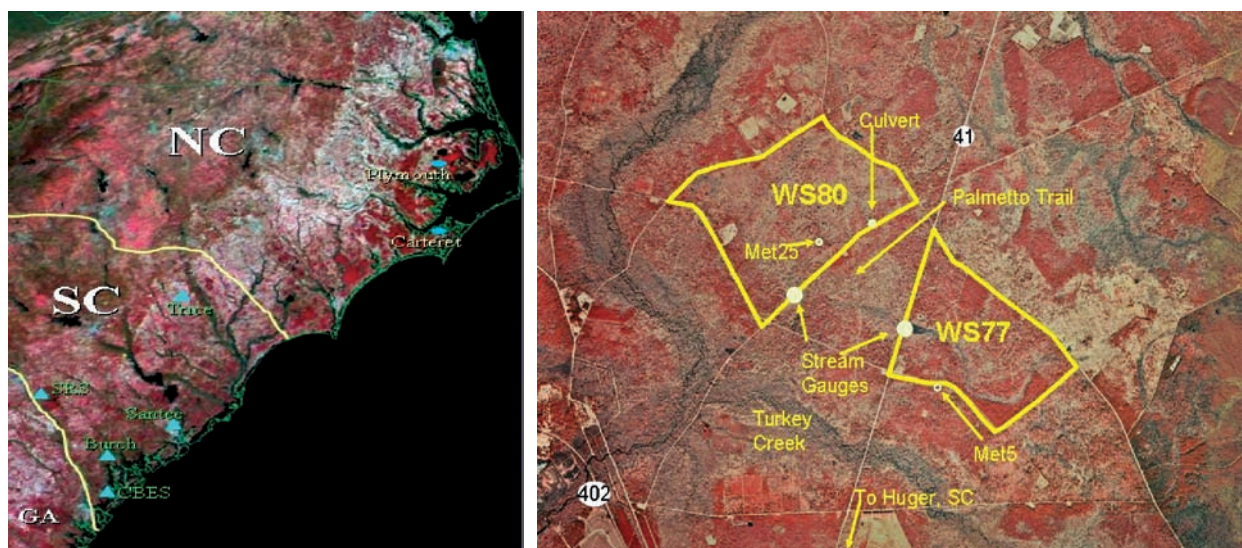 NC
Plymouth
Carteret
SC
Trice
SRS
Santee
Burch
CBES
GA
Culvert
41
WS80
Palmetto Trail
Met25
WS77
Stream
Gauges
Turkey
Creek
Met5
402
To Huger, SC